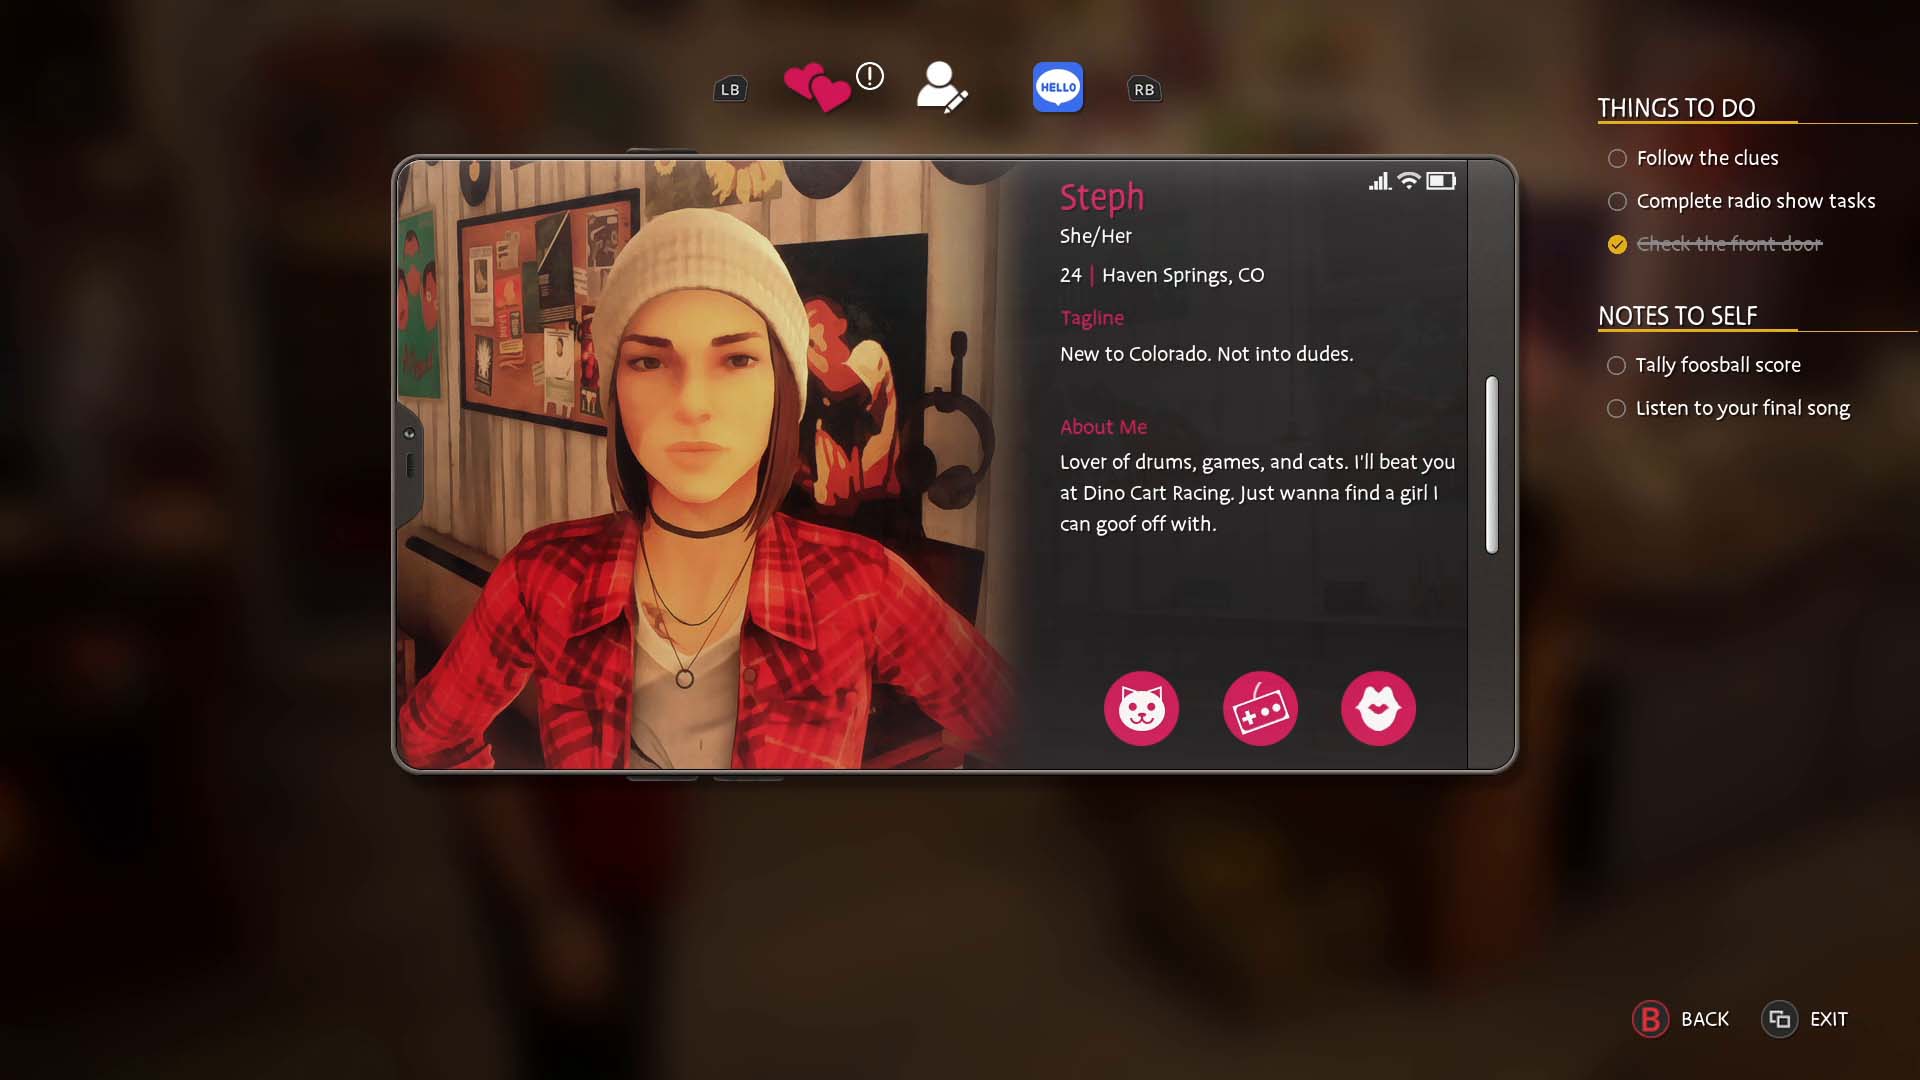 LB
HELLO
RB
THINGS TO DO
Follow the clues
Complete radio show tasks
Check the front door
NOTES TO SELF
Tally foosball score
Listen to your final song
Steph
She/Her
24 | Haven Springs, CO
Tagline
New to Colorado. Not into dudes.
About Me
Lover of drums, games, and cats. I'll beat you
at Dino Cart Racing. Just wanna find a girl I
can goof off with.
B BACK
EXIT